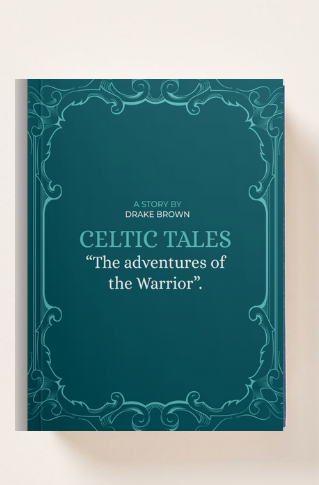 A STORY BY
DRAKE BROWN
CELTIC TALES
“The adventures of
the Warrior”.